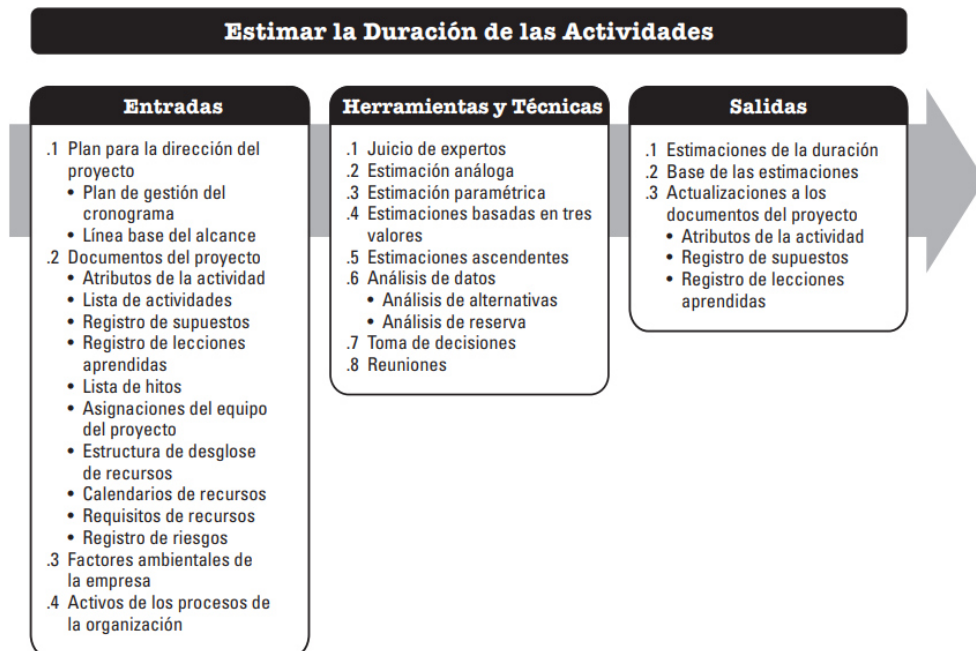 Estimar la Duración de las Actividades
Entradas
.1 Plan para la dirección del
proyecto
• Plan de gestión del
cronograma
• Línea base del alcance
.2 Documentos del proyecto
• Atributos de la actividad
• Lista de actividades
• Registro de supuestos
• Registro de lecciones
aprendidas
• Lista de hitos
• Asignaciones del equipo
del proyecto
• Estructura de desglose
de recursos
• Calendarios de recursos
• Requisitos de recursos
• Registro de riesgos
.3 Factores ambientales de
la empresa
.4 Activos de los procesos de
la organización
Herramientas y Técnicas
.1 Juicio de expertos
.2 Estimación análoga
.3 Estimación paramétrica
.4 Estimaciones basadas en tres
valores
.5 Estimaciones ascendentes
.6 Análisis de datos
• Análisis de alternativas
• Análisis de reserva
.7 Toma de decisiones
.8 Reuniones
Salidas
.1 Estimaciones de la duración
.2 Base de las estimaciones
.3 Actualizaciones a los
documentos del proyecto
• Atributos de la actividad
• Registro de supuestos
• Registro de lecciones
aprendidas